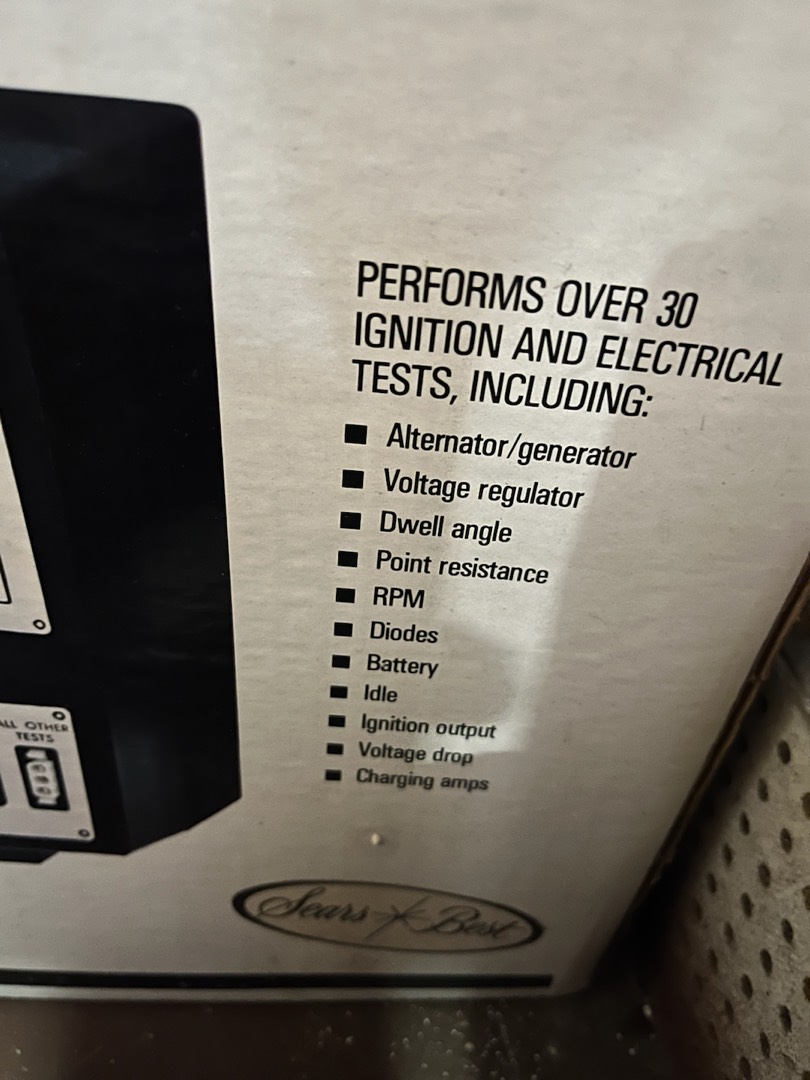 PERFORMS OVER 30
IGNITION AND ELECTRICAL
TESTS, INCLUDING:
■ Alternator/generator
■ Voltage regulator
■ Dwell angle
■ Point resistance
■ RPM
■ Diodes
■ Battery
■ Idle
■ Ignition output
■ Voltage drop
■ Charging amps
ALL OTHER
TESTS
Sears Best